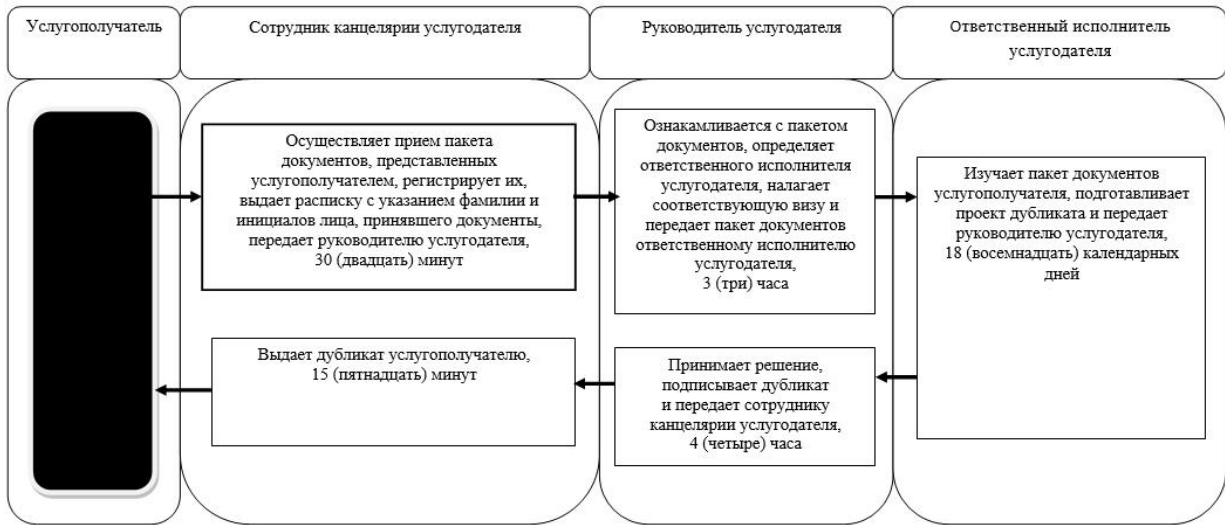 Услугополучатель
Сотрудник канцелярии услугодателя
Руководитель услугодателя
Ответственный исполнитель
услугодателя
Осуществляет прием пакета
документов, представленных
услугополучателем, регистрирует их,
выдает расписку с указанием фамилии и
инициалов лица, принявшего документы,
передает руководителю услугодателя,
30 (двадцать) минут
Ознакамливается с пакетом
документов, определяет
ответственного исполнителя
услугодателя, налагает
соответствующую визу и
передает пакет документов
ответственному исполнителю
услугодателя,
3 (три) часа
Изучает пакет документов
услугополучателя, подготавливает
проект дубликата и передает
руководителю услугодателя,
18 (восемнадцать) календарных
дней
Выдает дубликат услугополучателю,
15 (пятнадцать) минут
Принимает решение,
подписывает дубликат
и передает сотруднику
канцелярии услугодателя,
4 (четыре) часа